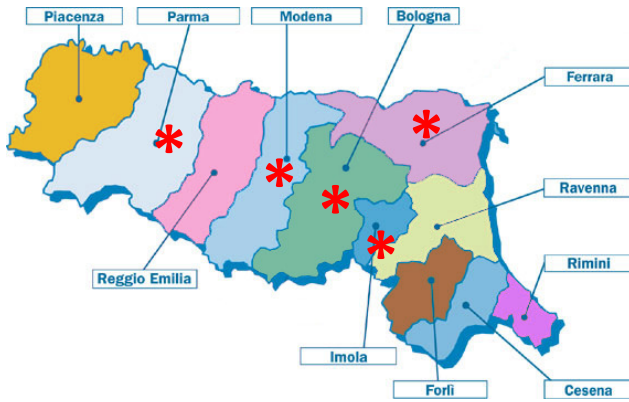 Piacenza
Parma
Modena
Bologna
Ferrara
Ravenna
Rimini
Reggio Emilia
Imola
Forlì
Cesena